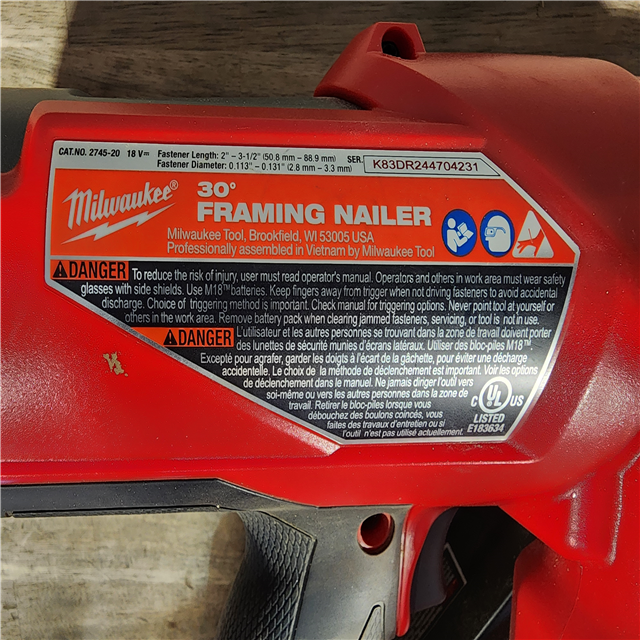 CAT.NO. 2745-20 18 V⎓ Fastener Length: 2" – 3-1/2" (50.8 mm – 88.9 mm) SER.
Fastener Diameter: 0.113" – 0.131" (2.8 mm – 3.3 mm)
K83DR244704231
Milwaukee®
30°
FRAMING NAILER
Milwaukee Tool, Brookfield, WI 53005 USA
Professionally assembled in Vietnam by Milwaukee Tool
DANGER To reduce the risk of injury, user must read operator's manual. Operators and others in work area must wear safety
glasses with side shields. Use M18™ batteries. Keep fingers away from trigger when not driving fasteners to avoid accidental
discharge. Choice of triggering method is important. Check manual for triggering options. Never point tool at yourself or
others in the work area. Remove battery pack when clearing jammed fasteners, servicing, or tool is not in use.
DANGER L'utilisateur et les autres personnes se trouvant dans la zone de travail doivent porter
des lunettes de sécurité munies d'écrans latéraux. Utiliser des bloc-piles M18™.
Excepté pour agrafer, garder les doigts à l'écart de la gâchette, pour éviter une décharge
accidentelle. Le choix de la méthode de déclenchement est important. Voir les options
de déclenchement dans le manuel. Ne jamais diriger l'outil vers
soi-même ou vers les autres personnes dans la zone de
travail. Retirer le bloc-piles lorsque vous
débouchez des boulons coincés, vous
faites des travaux d'entretien ou si
l'outil n'est pas utilisé actuellement.
C UL US
LISTED
E183634